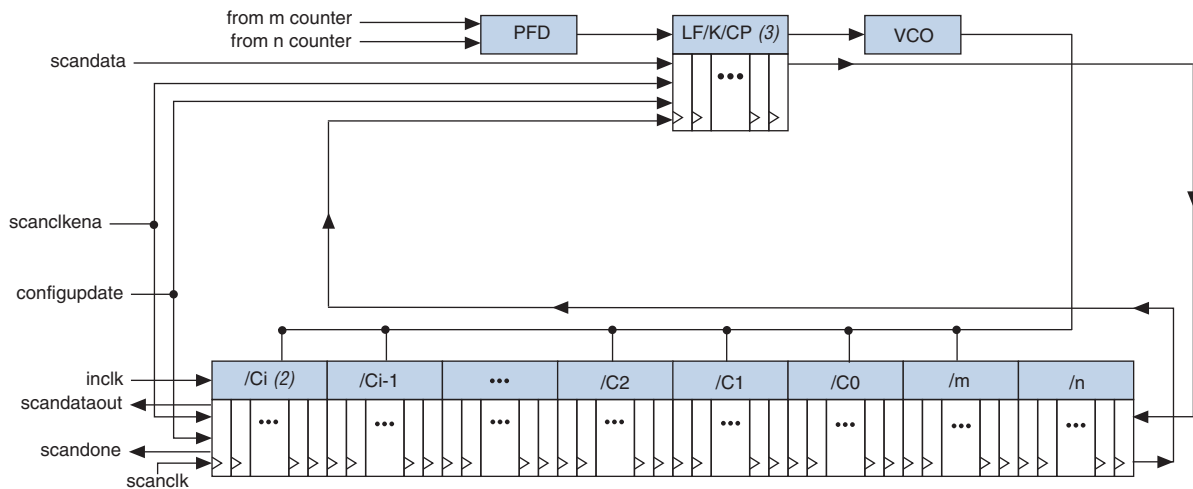 from m counter
from n counter
PFD
LF/K/CP (3)
VCO
scandata
•••
scanclkena
configupdate
inclk
/Ci (2)
/Ci-1
•••
/C2
/C1
/C0
/m
/n
scandataout
••• ••• ••• ••• ••• ••• ••• •••
scandone
scanclk